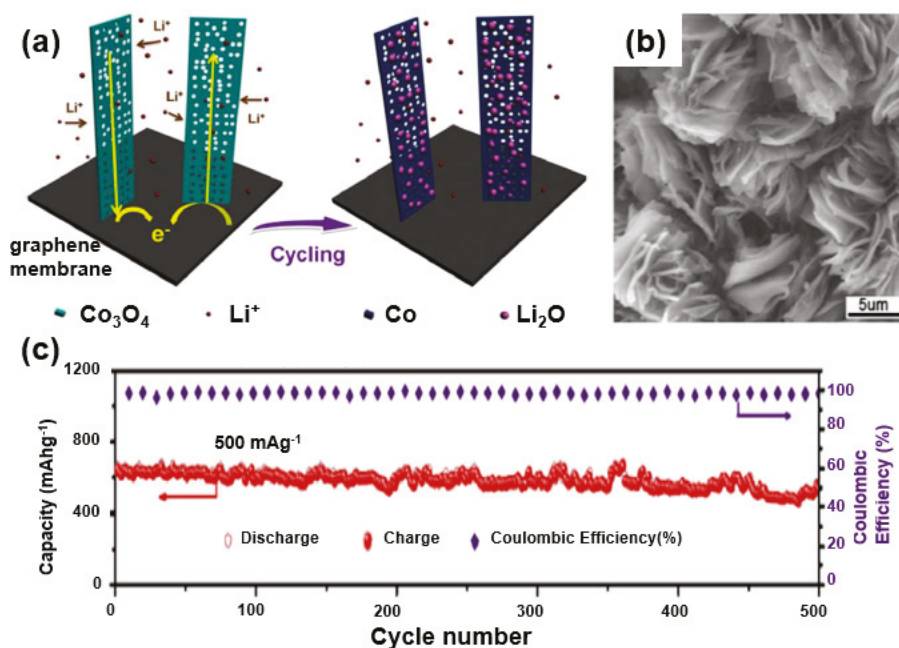 (a)
Li⁺
Li⁺
Li⁺
Li⁺
e⁻
graphene
membrane
Cycling
Co₃O₄
Li⁺
Co
Li₂O
(b)
5um
(c)
1200
800
400
0
Capacity (mAhg⁻¹)
500 mAg⁻¹
Discharge
Charge
Coulombic Efficiency(%)
100
80
60
40
20
0
Coulombic
Efficiency (%)
0
100
200
300
400
500
Cycle number